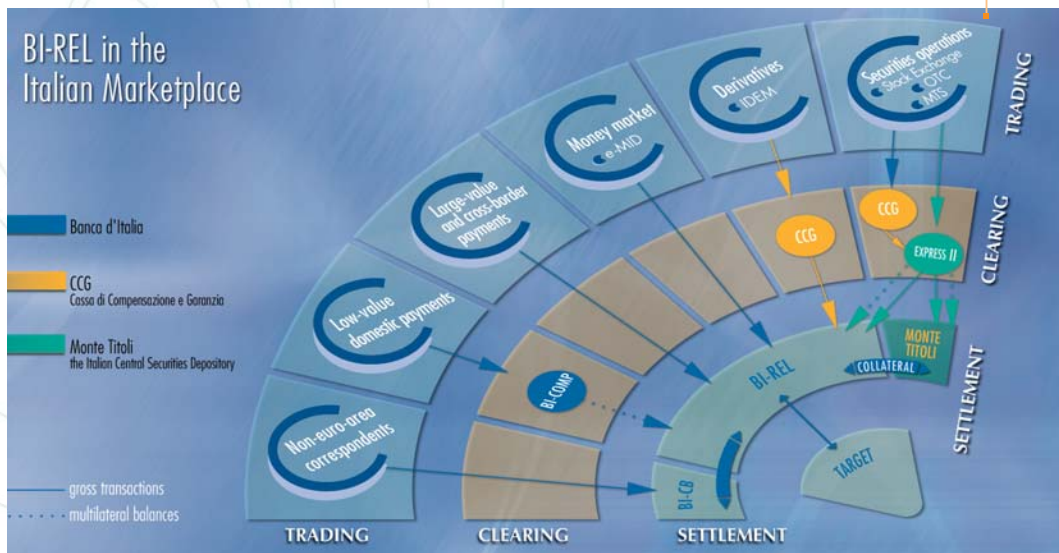 BI-REL in the
Italian Marketplace
Banca d'Italia
CCG
Cassa di Compensazione e Garanzia
Monte Titoli
the Italian Central Securities Depository
gross transactions
multilateral balances
Non-euro-area
correspondents
Low-value
domestic payments
Large-value
and cross-border
payments
Money market
e-MID
Derivatives
IDEM
Securities operations
Stock Exchange
OTC
MTS
TRADING
CCG
CCG
EXPRESS II
BI-COMP
CLEARING
BI-REL
COLLATERAL
MONTE
TITOLI
BI-CB
TARGET
SETTLEMENT
TRADING
CLEARING
SETTLEMENT